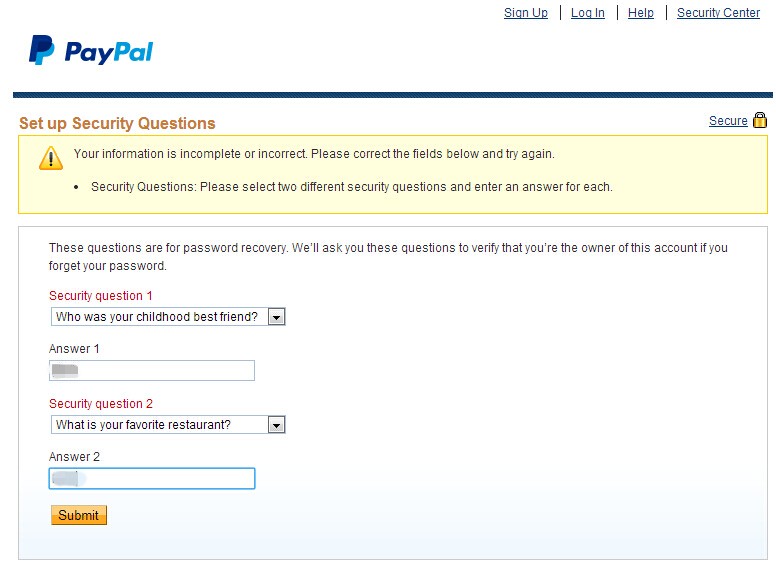 Sign Up | Log In | Help | Security Center
PayPal
Set up Security Questions
Secure
Your information is incomplete or incorrect. Please correct the fields below and try again.
• Security Questions: Please select two different security questions and enter an answer for each.
These questions are for password recovery. We'll ask you these questions to verify that you're the owner of this account if you
forget your password.
Security question 1
Who was your childhood best friend?
Answer 1
Security question 2
What is your favorite restaurant?
Answer 2
Submit